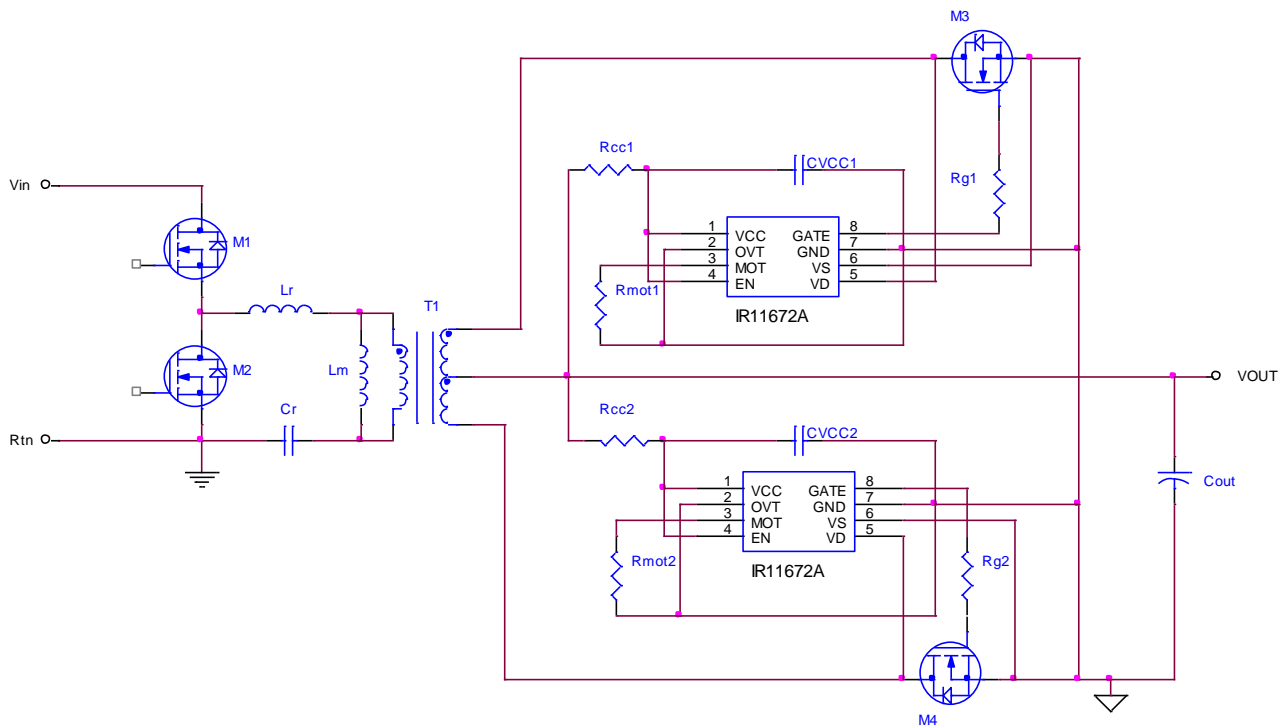 M3
Rcc1
CVCC1
Rg1
Vin
M1
1 VCC GATE 8
2 OVT GND 7
3 MOT VS 6
4 EN VD 5
Lr
Rmot1
T1
IR11672A
M2
Lm
VOUT
Cr
Rcc2
CVCC2
Rtn
1 VCC GATE 8
2 OVT GND 7
3 MOT VS 6
4 EN VD 5
Cout
Rmot2
Rg2
IR11672A
M4